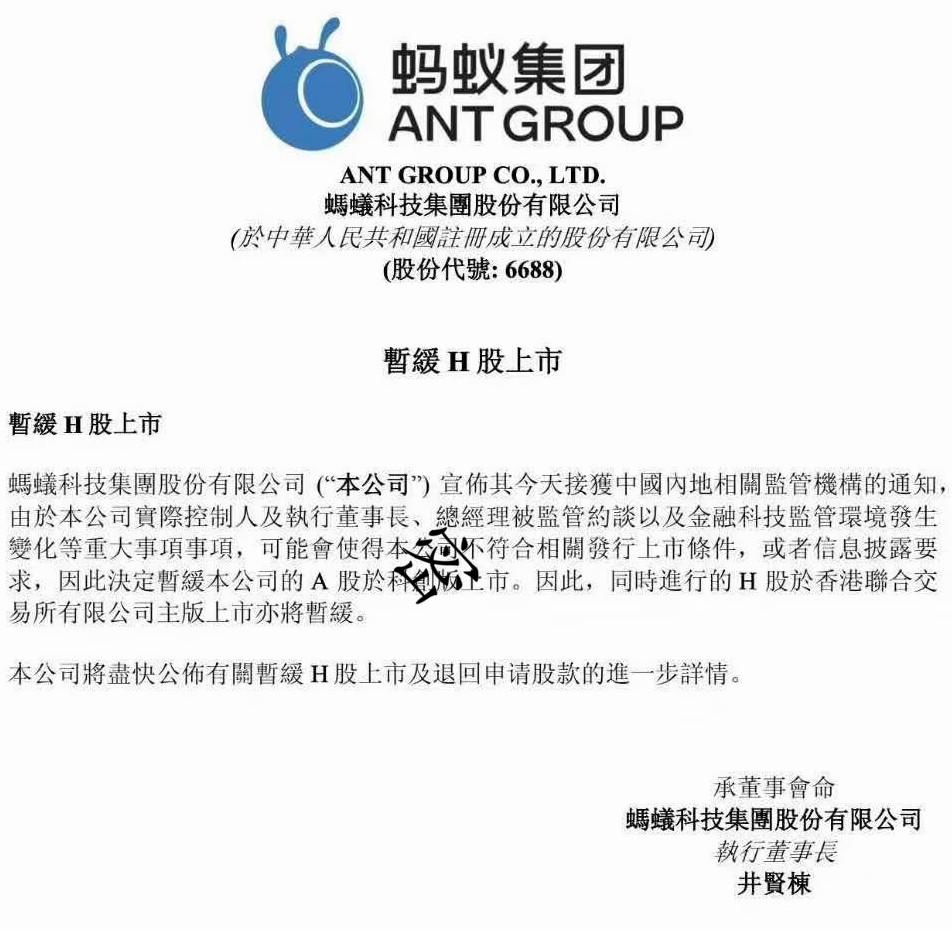 蚂蚁集团
ANT GROUP
ANT GROUP CO., LTD.
螞蟻科技集團股份有限公司
(於中華人民共和國註冊成立的股份有限公司)
(股份代號: 6688)
暫緩 H 股上市
暫緩 H 股上市
螞蟻科技集團股份有限公司 (“本公司”) 宣佈其今天接獲中國內地相關監管機構的通知,
由於本公司實際控制人及執行董事長、總經理被監管約談以及金融科技監管環境發生
變化等重大事項事項，可能會使得本公司不符合相關發行上市條件，或者信息披露要
求，因此決定暫緩本公司的 A 股於科創版上市。因此，同時進行的 H 股於香港聯合交
易所有限公司主版上市亦將暫緩。
本公司將盡快公佈有關暫緩 H 股上市及退回申请股款的進一步詳情。
承董事會命
螞蟻科技集團股份有限公司
執行董事長
井賢棟